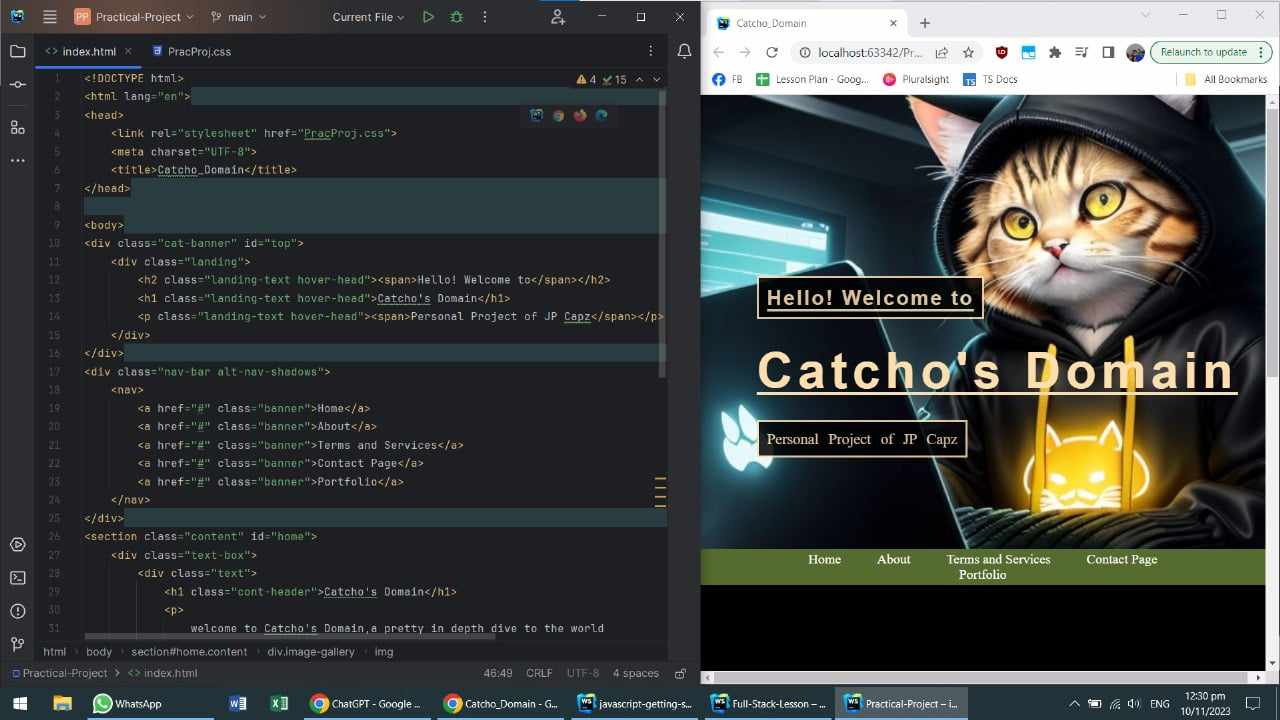 PP Practical-Project main Current File
index.html PracProj.css
4 15
1 <!DOCTYPE html>
2 <html lang="en">
3 <head>
4 <link rel="stylesheet" href="PracProj.css">
5 <meta charset="UTF-8">
6 <title>Catcho_Domain</title>
7 </head>
8
9 <body>
10 <div class="cat-banner" id="top">
11 <div class="landing">
12 <h2 class="landing-text hover-head"><span>Hello! Welcome to</span></h2>
13 <h1 class="landing-text hover-head">Catcho's Domain</h1>
14 <p class="landing-text hover-head"><span>Personal Project of JP Capz</span></p>
15 </div>
16 </div>
17 <div class="nav-bar alt-nav-shadows">
18 <nav>
19 <a href="#" class="banner">Home</a>
20 <a href="#" class="banner">About</a>
21 <a href="#" class="banner">Terms and Services</a>
22 <a href="#" class="banner">Contact Page</a>
23 <a href="#" class="banner">Portfolio</a>
24 </nav>
25 </div>
26 <section class="content" id="home">
27 <div class="text-box">
28 <div class="text">
29 <h1 class="cont-header">Catcho's Domain</h1>
30 <p>
31 welcome to Catcho's Domain,a pretty in depth dive to the world
html body section#home.content div.image-gallery img
Practical-Project index.html 46:49 CRLF UTF-8 4 spaces
Catcho_Domain
localhost:63342/Pr... Relaunch to update
FB Lesson Plan - Goog... Pluralsight TS Docs All Bookmarks
Hello! Welcome to
Catcho's Domain
Personal Project of JP Capz
Home About Terms and Services Contact Page
Portfolio
WhatsApp ChatGPT - Google ... Catcho_Domain - G... javascript-getting-s... Full-Stack-Lesson – ... Practical-Project – i... ENG 12:30 pm
10/11/2023